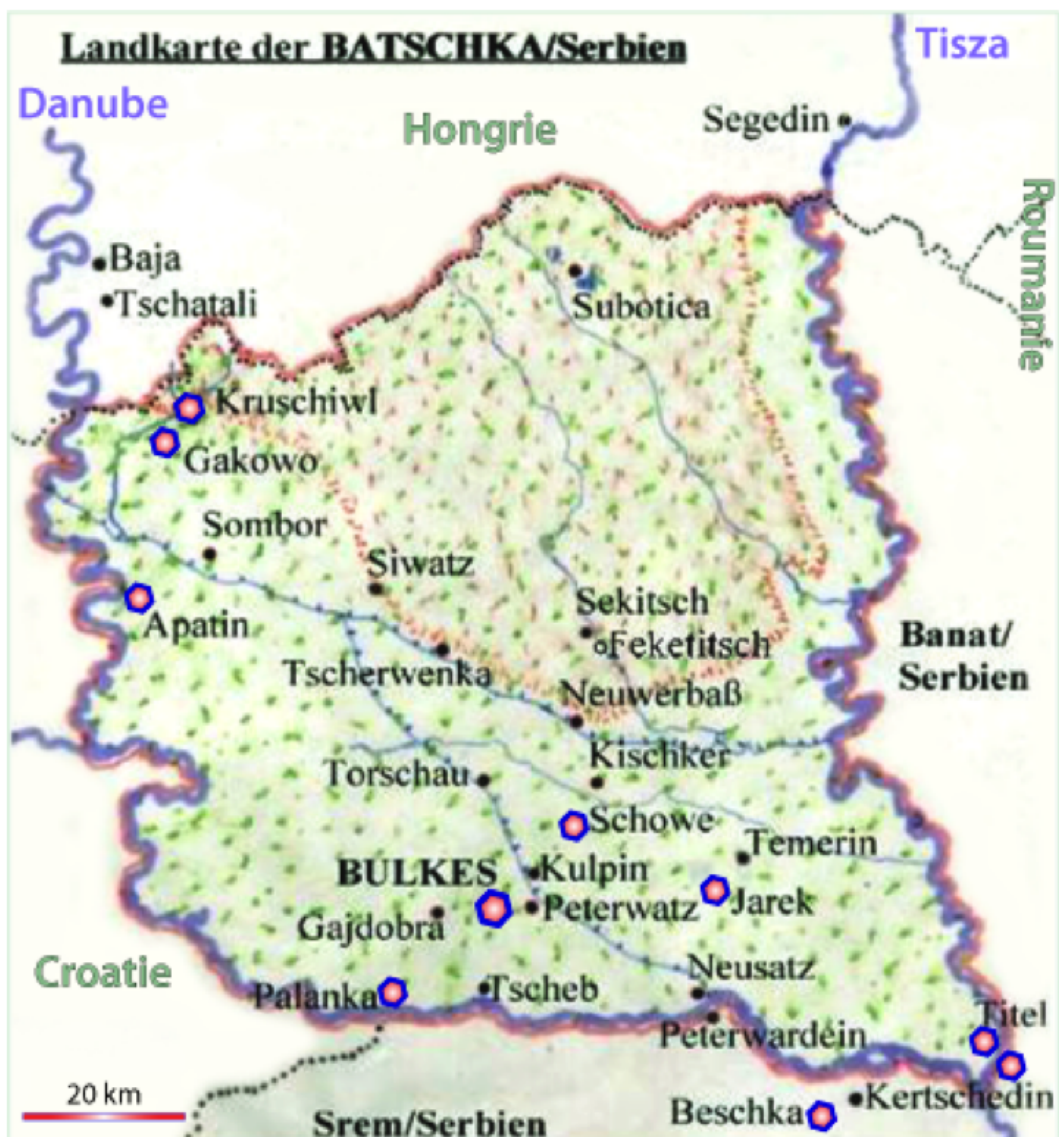 Landkarte der BATSCHKA/Serbien
Tisza
Danube
Hongrie
Segedin
Roumanie
Baja
Tschatali
Subotica
Kruschiwl
Gakowo
Sombor
Siwatz
Sekitsch
Apatin
Feketitsch
Banat/
Serbien
Tscherwenka
Neuwerbaß
Kischker
Torschau
Schowe
Temerin
BULKES
Kulpin
Peterwatz
Jarek
Gajdobra
Croatie
Neusatz
Palanka
Tscheb
Titel
Peterwardein
20 km
Kertschedin
Beschka
Srem/Serbien